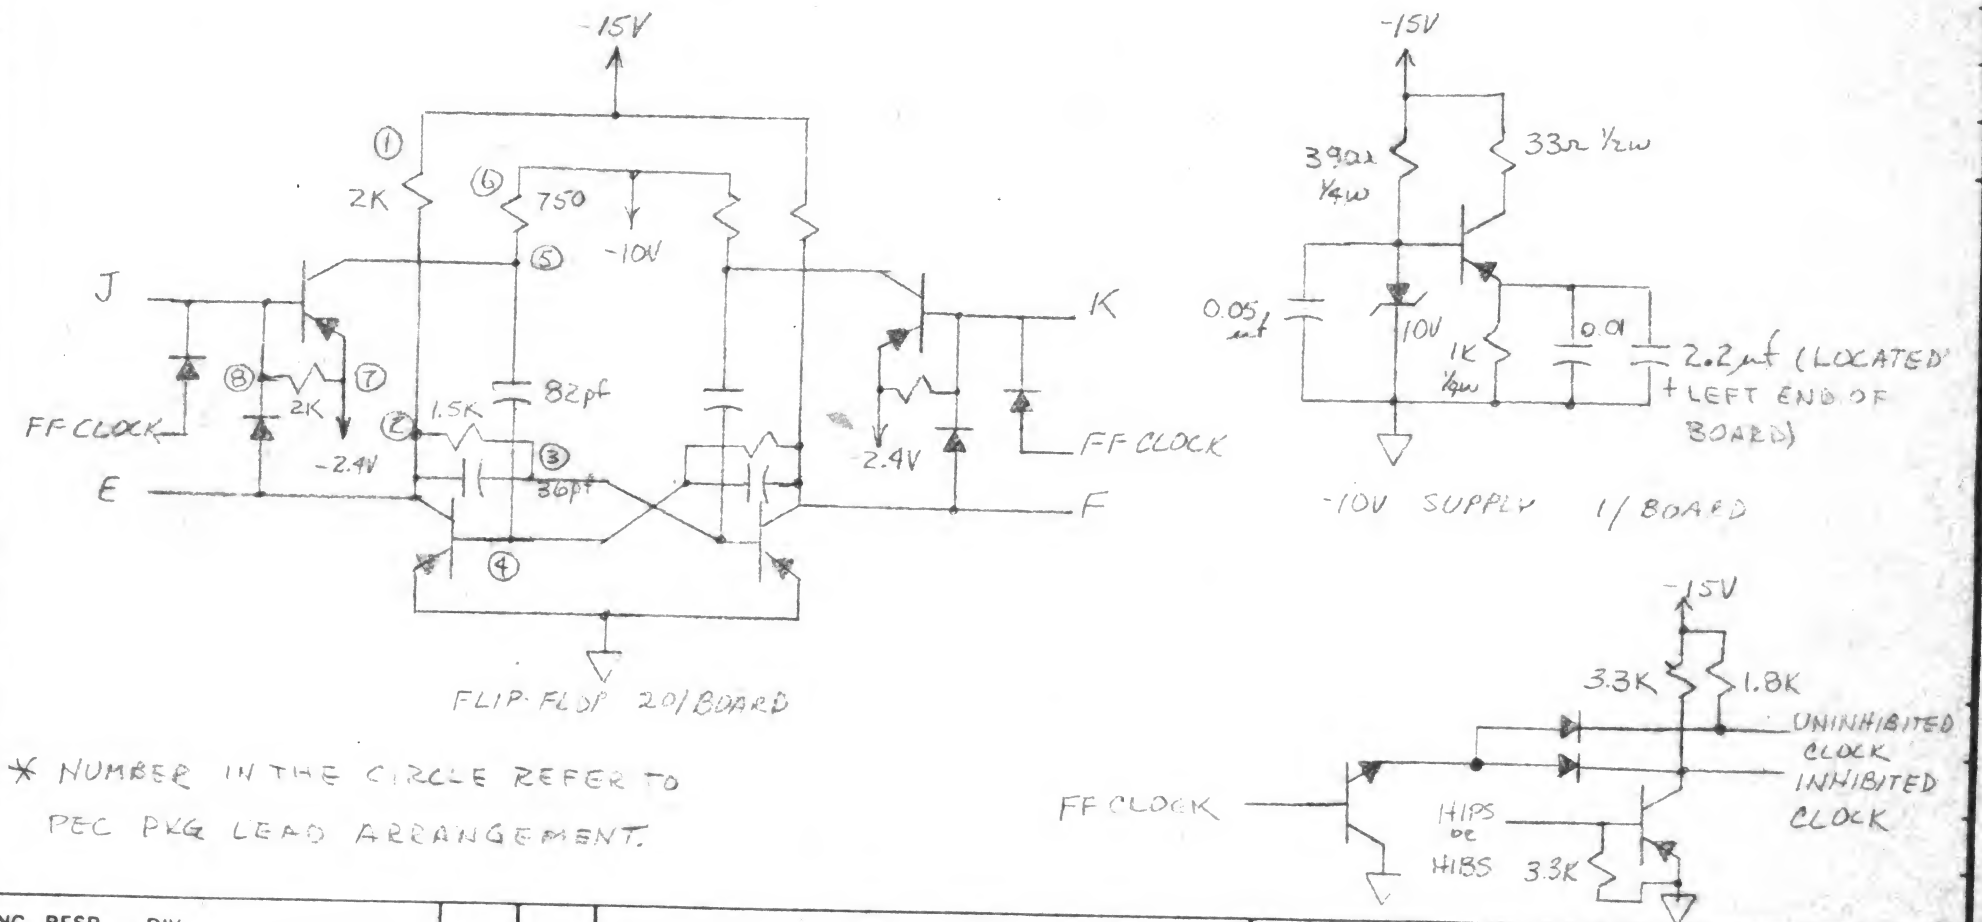 -15V
①
2K
⑥
750
-10V
⑤
J
⑧
⑦
2K
FF CLOCK
②
1.5K
82pf
-2.4V
③
36pf
E
④
K
-2.4V
FF CLOCK
F
FLIP-FLOP 20/BOARD
-15V
390Ω
1/4W
33Ω 1/2W
0.05
10V
1K
1/4W
0.01
2.2µf (LOCATED
+ LEFT END OF
BOARD)
-10V SUPPLY 1/BOARD
-15V
3.3K
1.8K
UNINHIBITED
CLOCK
INHIBITED
CLOCK
FF CLOCK
HIPS
or
HIBS
3.3K
* NUMBER IN THE CIRCLE REFER TO
PEC PKG LEAD ARRANGEMENT.